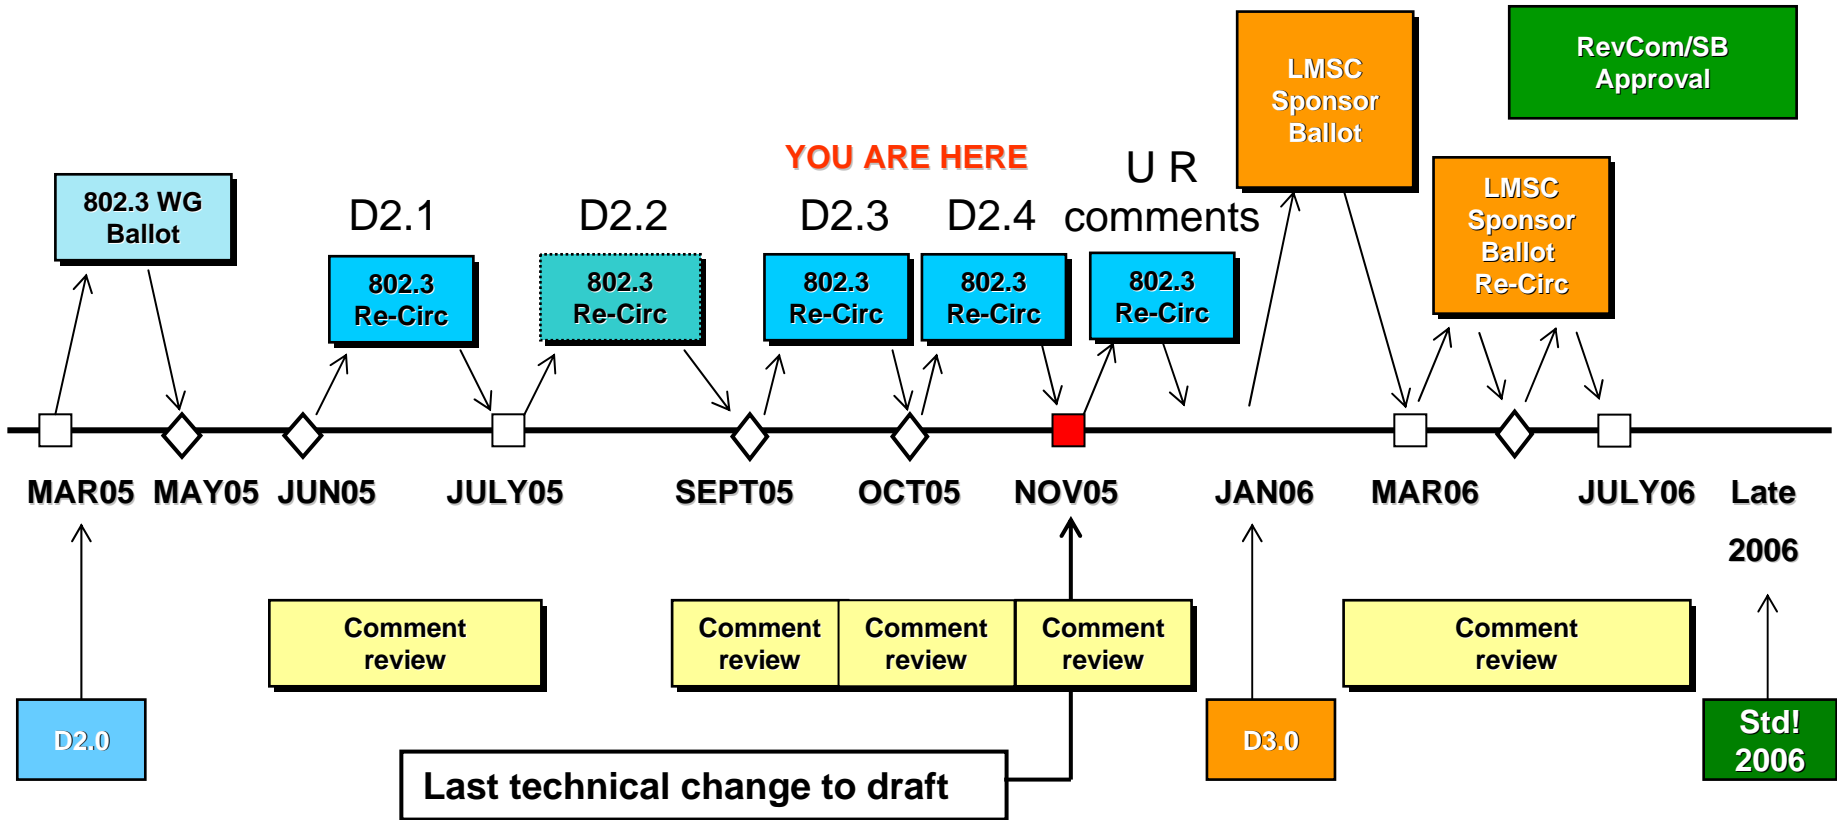 LMSC
Sponsor
Ballot
RevCom/SB
Approval
YOU ARE HERE
U R
comments
802.3 WG
Ballot
D2.1
D2.2
D2.3
D2.4
LMSC
Sponsor
Ballot
Re-Circ
802.3
Re-Circ
802.3
Re-Circ
802.3
Re-Circ
802.3
Re-Circ
802.3
Re-Circ
MAR05 MAY05 JUN05 JULY05 SEPT05 OCT05 NOV05 JAN06 MAR06 JULY06 Late
2006
Comment
review
Comment
review
Comment
review
Comment
review
Comment
review
D2.0
D3.0
Std!
2006
Last technical change to draft